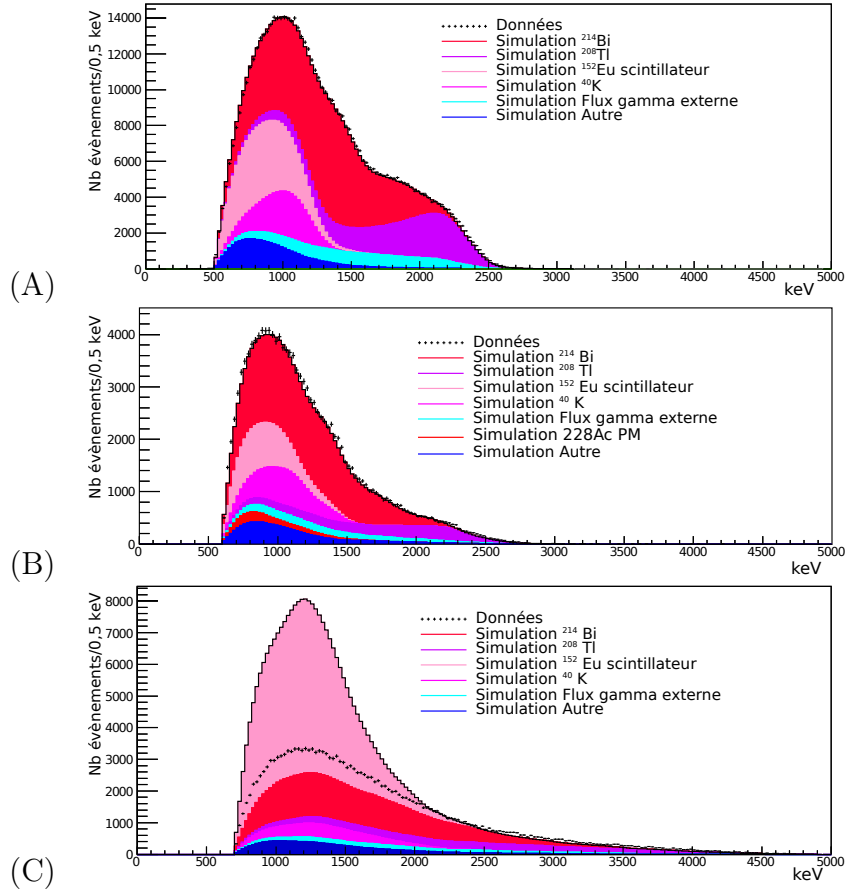 14000
12000
10000
8000
6000
4000
2000
0
Nb évènements/0,5 keV
Données
Simulation ²¹⁴Bi
Simulation ²⁰⁸Tl
Simulation ¹⁵²Eu scintillateur
Simulation ⁴⁰K
Simulation Flux gamma externe
Simulation Autre
0 500 1000 1500 2000 2500 3000 3500 4000 4500 5000
keV
(A)
4000
3000
2000
1000
0
Nb évènements/0,5 keV
Données
Simulation ²¹⁴ Bi
Simulation ²⁰⁸ Tl
Simulation ¹⁵² Eu scintillateur
Simulation ⁴⁰ K
Simulation Flux gamma externe
Simulation 228Ac PM
Simulation Autre
0 500 1000 1500 2000 2500 3000 3500 4000 4500 5000
keV
(B)
8000
7000
6000
5000
4000
3000
2000
1000
0
Nb évènements/0,5 keV
Données
Simulation ²¹⁴ Bi
Simulation ²⁰⁸ Tl
Simulation ¹⁵² Eu scintillateur
Simulation ⁴⁰ K
Simulation Flux gamma externe
Simulation Autre
0 500 1000 1500 2000 2500 3000 3500 4000 4500 5000
keV
(C)